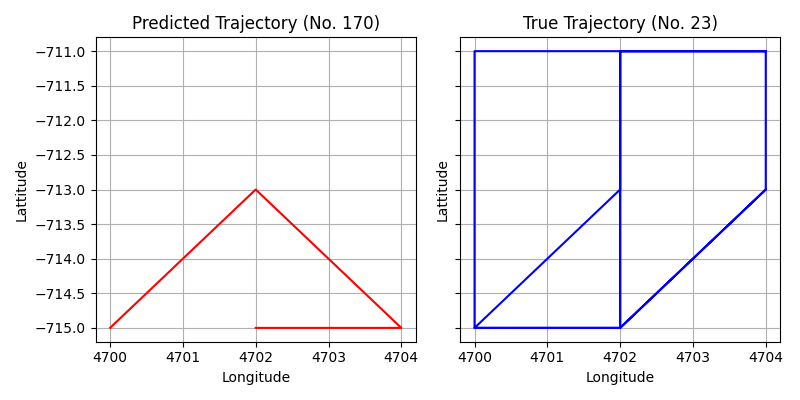 Predicted Trajectory (No. 170)
True Trajectory (No. 23)
−711.0
−711.5
−712.0
−712.5
−713.0
−713.5
−714.0
−714.5
−715.0
Lattitude
Lattitude
4700 4701 4702 4703 4704
4700 4701 4702 4703 4704
Longitude
Longitude